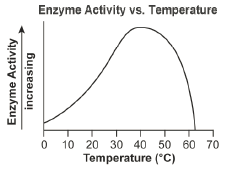 Enzyme Activity vs. Temperature
Enzyme Activity
increasing
0 10 20 30 40 50 60 70
Temperature (°C)